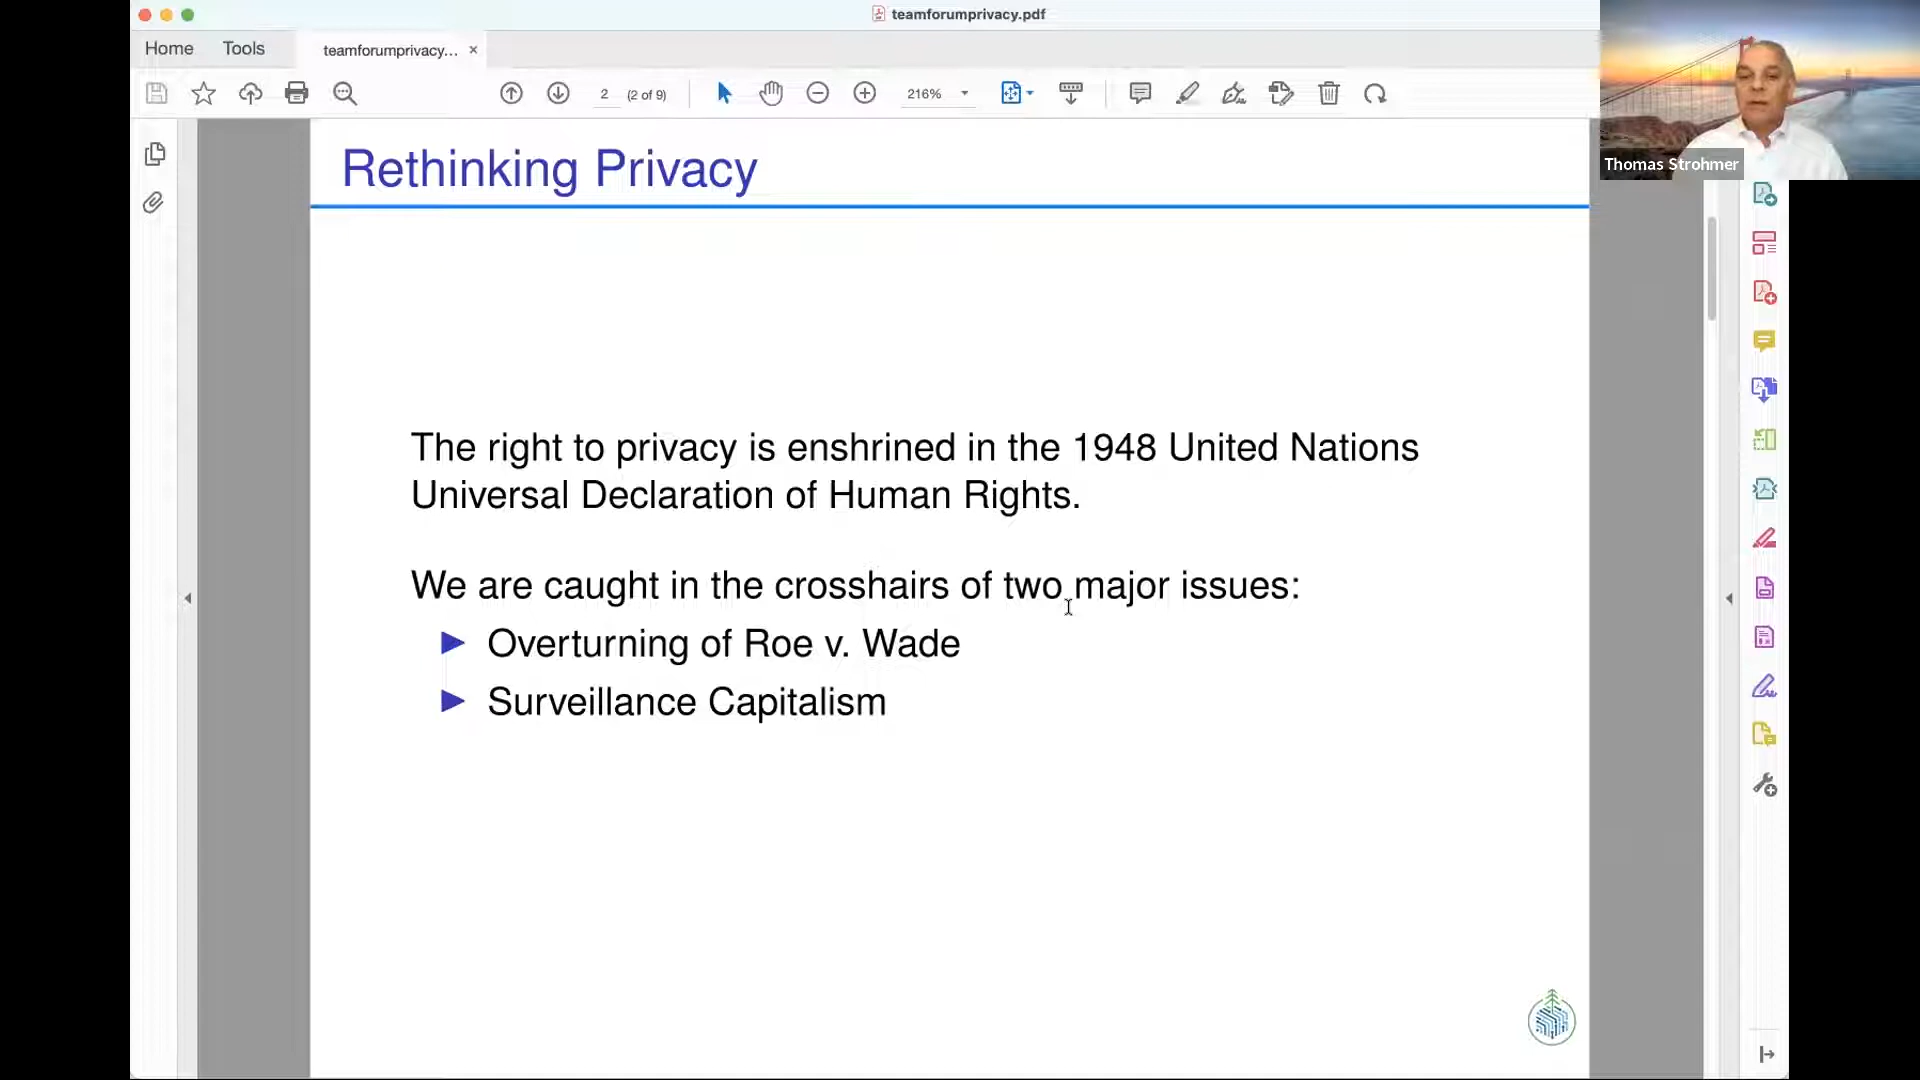 teamforumprivacy.pdf
Home Tools teamforumprivacy... ×
2 (2 of 9) 216%
Thomas Strohmer
Rethinking Privacy
The right to privacy is enshrined in the 1948 United Nations
Universal Declaration of Human Rights.
We are caught in the crosshairs of two major issues:
Overturning of Roe v. Wade
Surveillance Capitalism